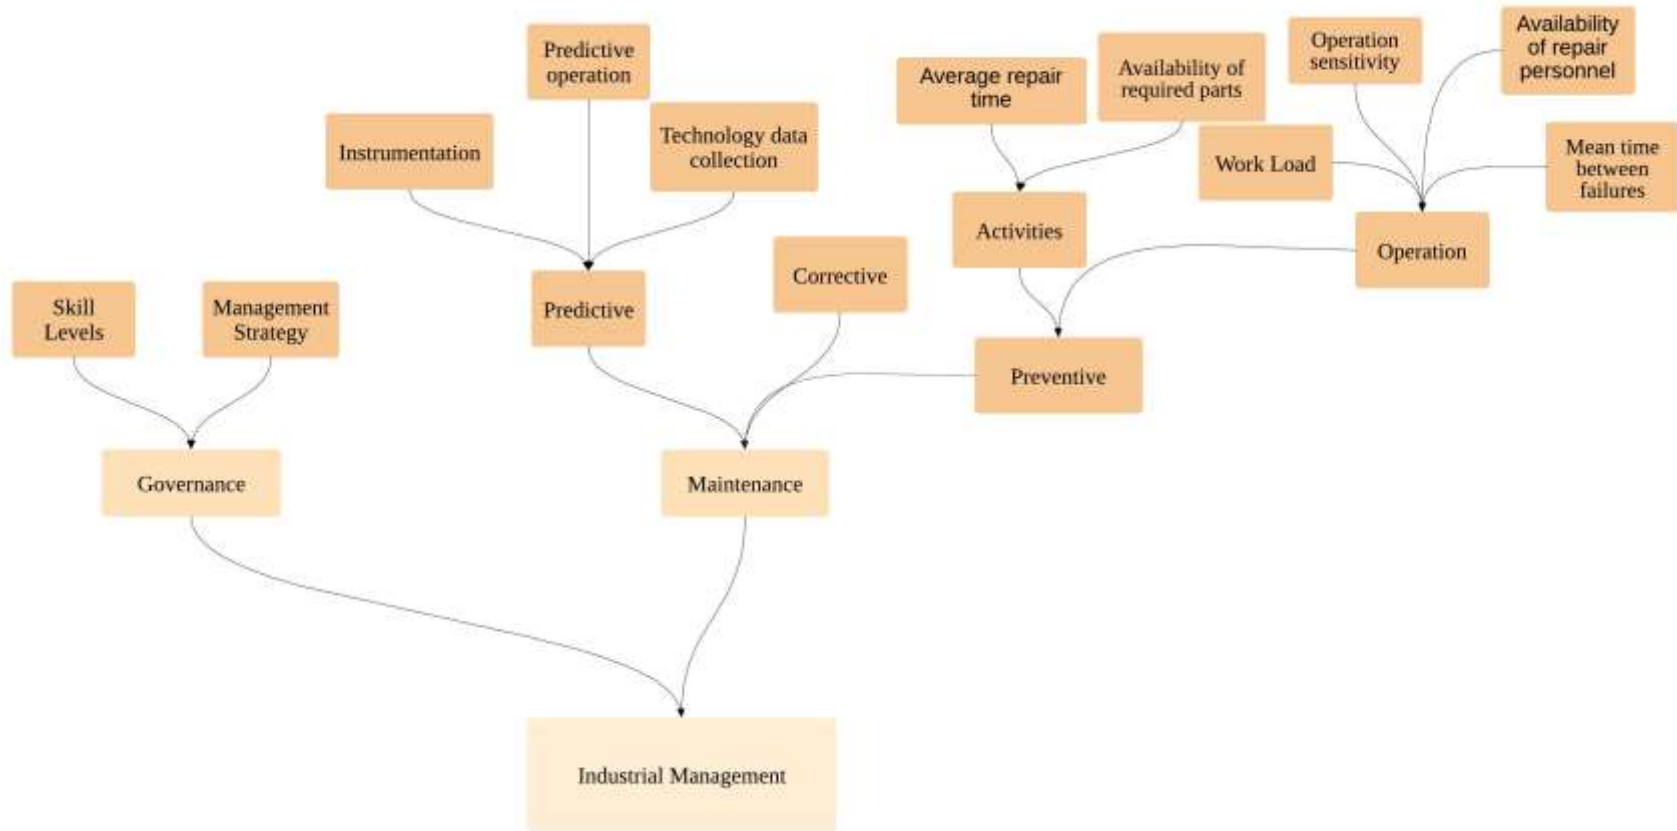 Predictive
operation
Instrumentation
Technology data
collection
Average repair
time
Availability of
required parts
Operation
sensitivity
Availability
of repair
personnel
Work Load
Mean time
between
failures
Activities
Operation
Corrective
Skill
Levels
Management
Strategy
Predictive
Preventive
Governance
Maintenance
Industrial Management